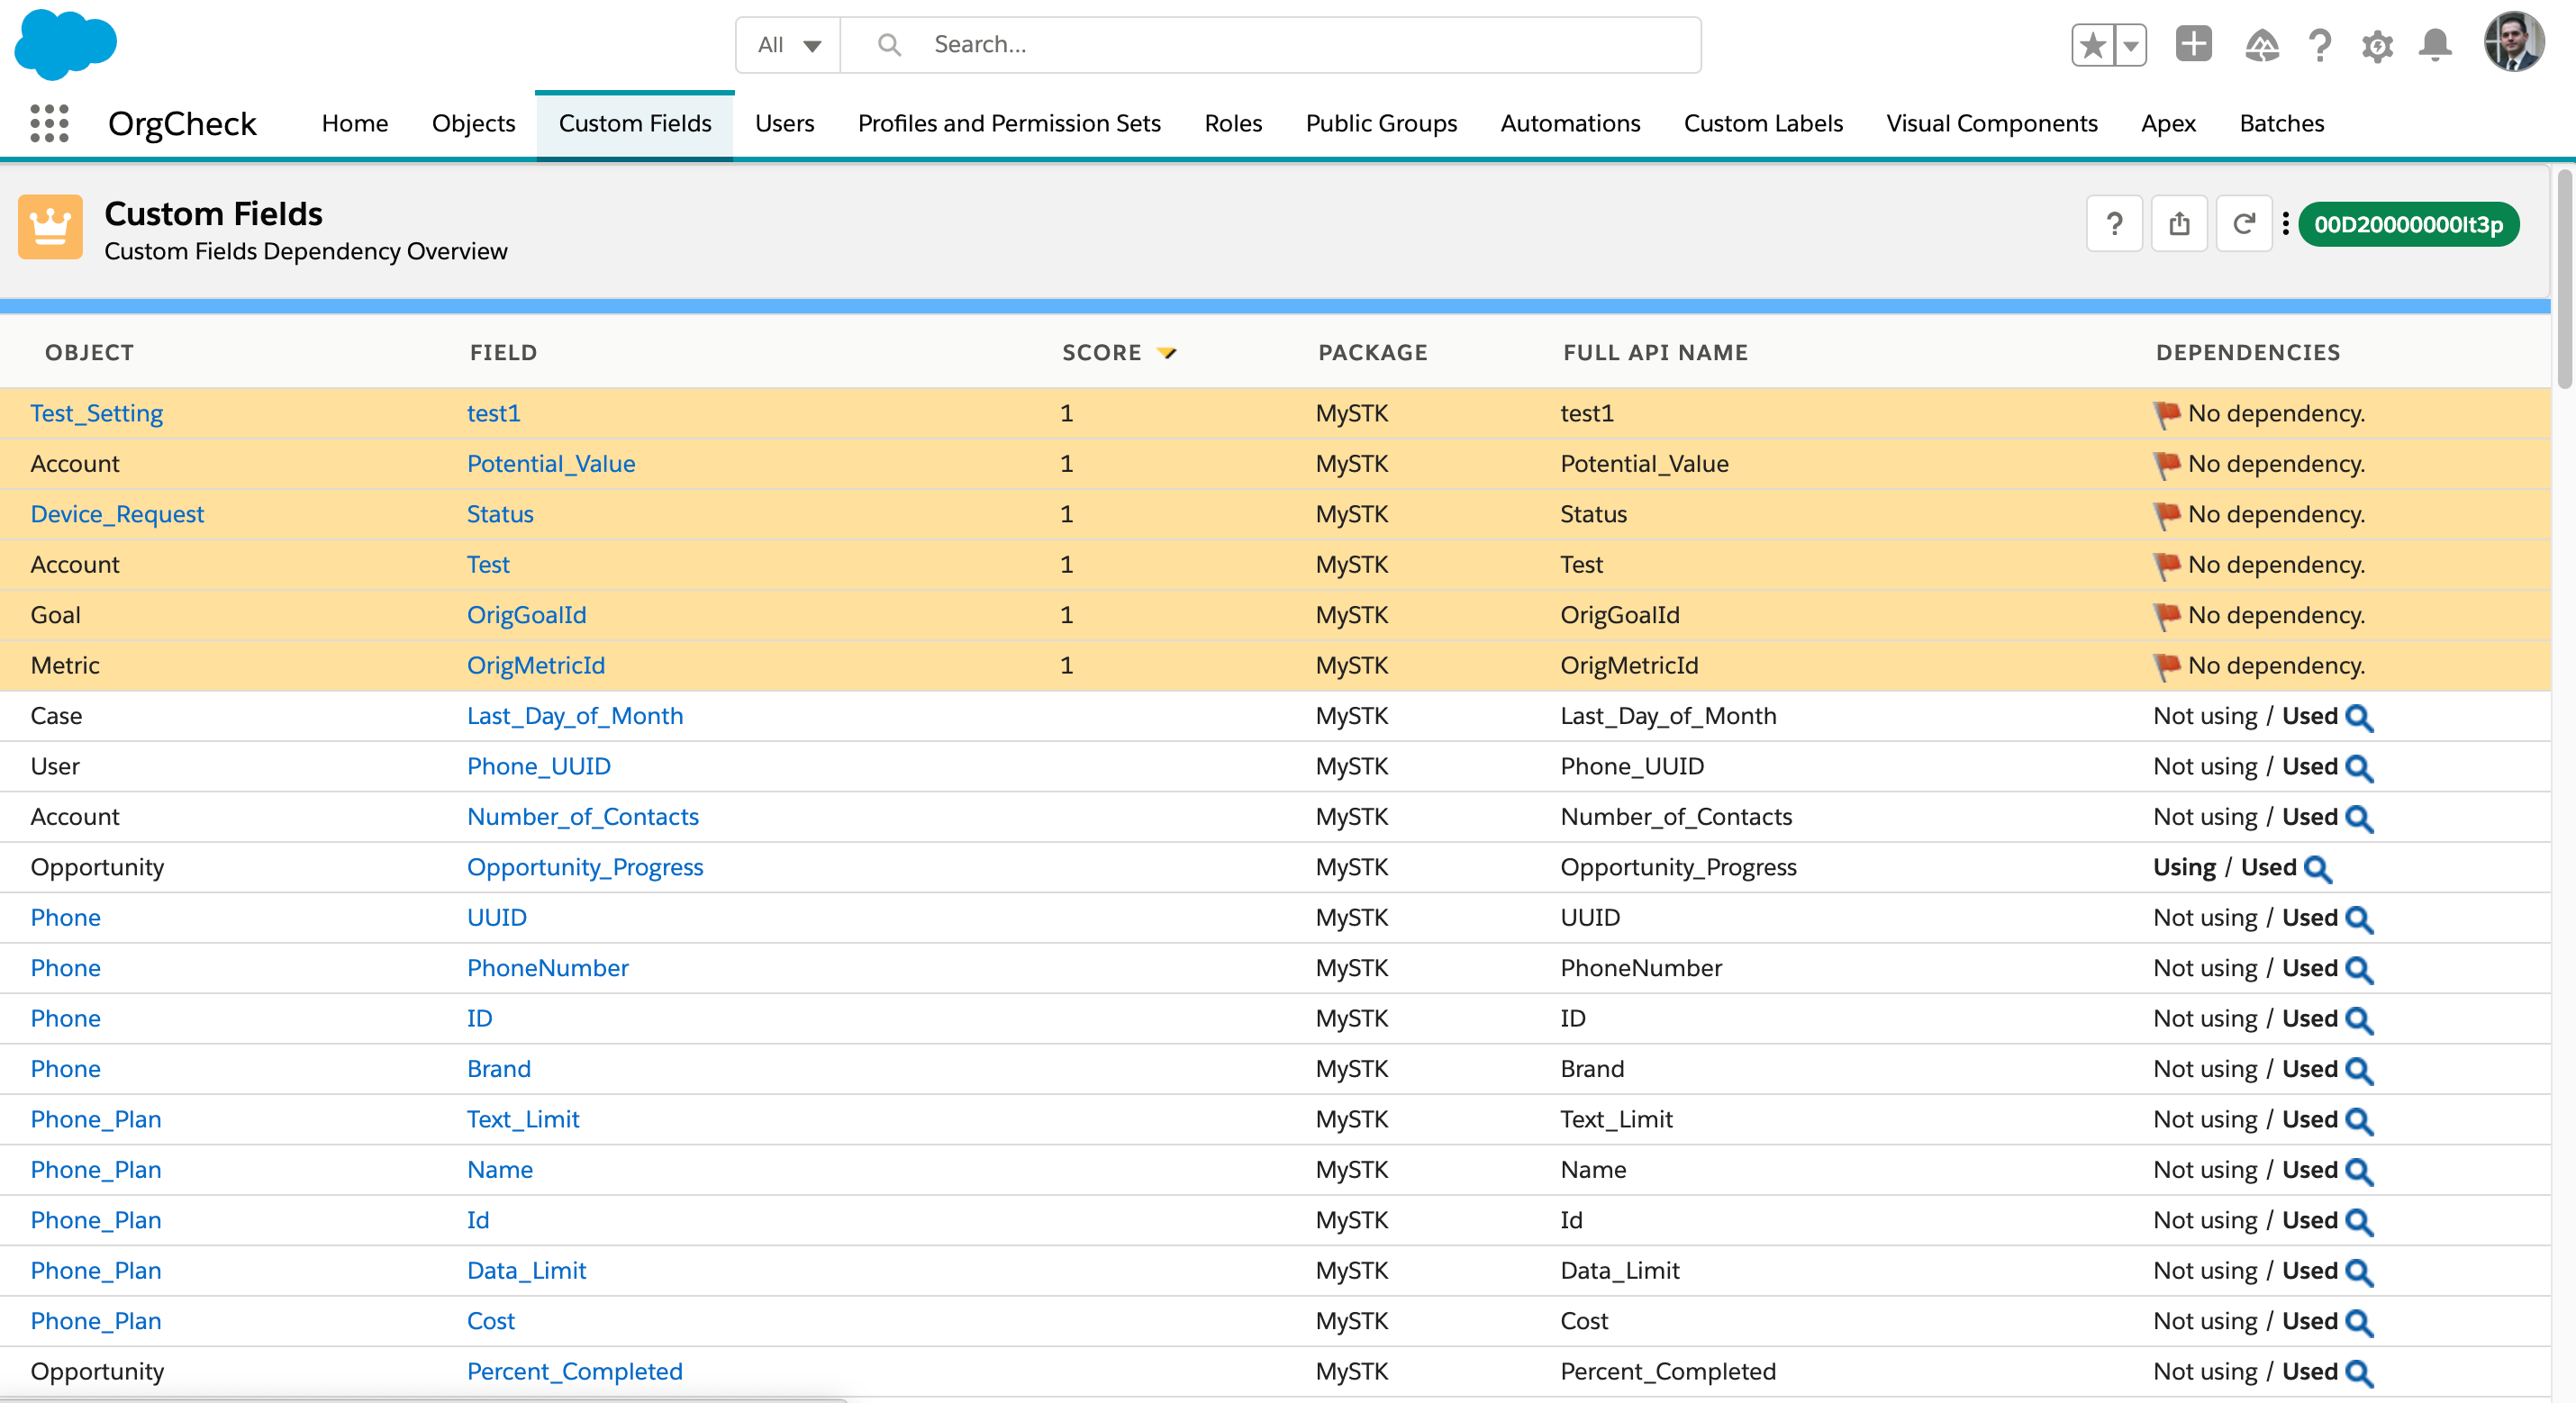 All Search...
OrgCheck Home Objects Custom Fields Users Profiles and Permission Sets Roles Public Groups Automations Custom Labels Visual Components Apex Batches
Custom Fields
Custom Fields Dependency Overview
? 00D20000000lt3p
OBJECT FIELD SCORE PACKAGE FULL API NAME DEPENDENCIES
Test_Setting test1 1 MySTK test1 No dependency.
Account Potential_Value 1 MySTK Potential_Value No dependency.
Device_Request Status 1 MySTK Status No dependency.
Account Test 1 MySTK Test No dependency.
Goal OrigGoalId 1 MySTK OrigGoalId No dependency.
Metric OrigMetricId 1 MySTK OrigMetricId No dependency.
Case Last_Day_of_Month MySTK Last_Day_of_Month Not using / Used
User Phone_UUID MySTK Phone_UUID Not using / Used
Account Number_of_Contacts MySTK Number_of_Contacts Not using / Used
Opportunity Opportunity_Progress MySTK Opportunity_Progress Using / Used
Phone UUID MySTK UUID Not using / Used
Phone PhoneNumber MySTK PhoneNumber Not using / Used
Phone ID MySTK ID Not using / Used
Phone Brand MySTK Brand Not using / Used
Phone_Plan Text_Limit MySTK Text_Limit Not using / Used
Phone_Plan Name MySTK Name Not using / Used
Phone_Plan Id MySTK Id Not using / Used
Phone_Plan Data_Limit MySTK Data_Limit Not using / Used
Phone_Plan Cost MySTK Cost Not using / Used
Opportunity Percent_Completed MySTK Percent_Completed Not using / Used